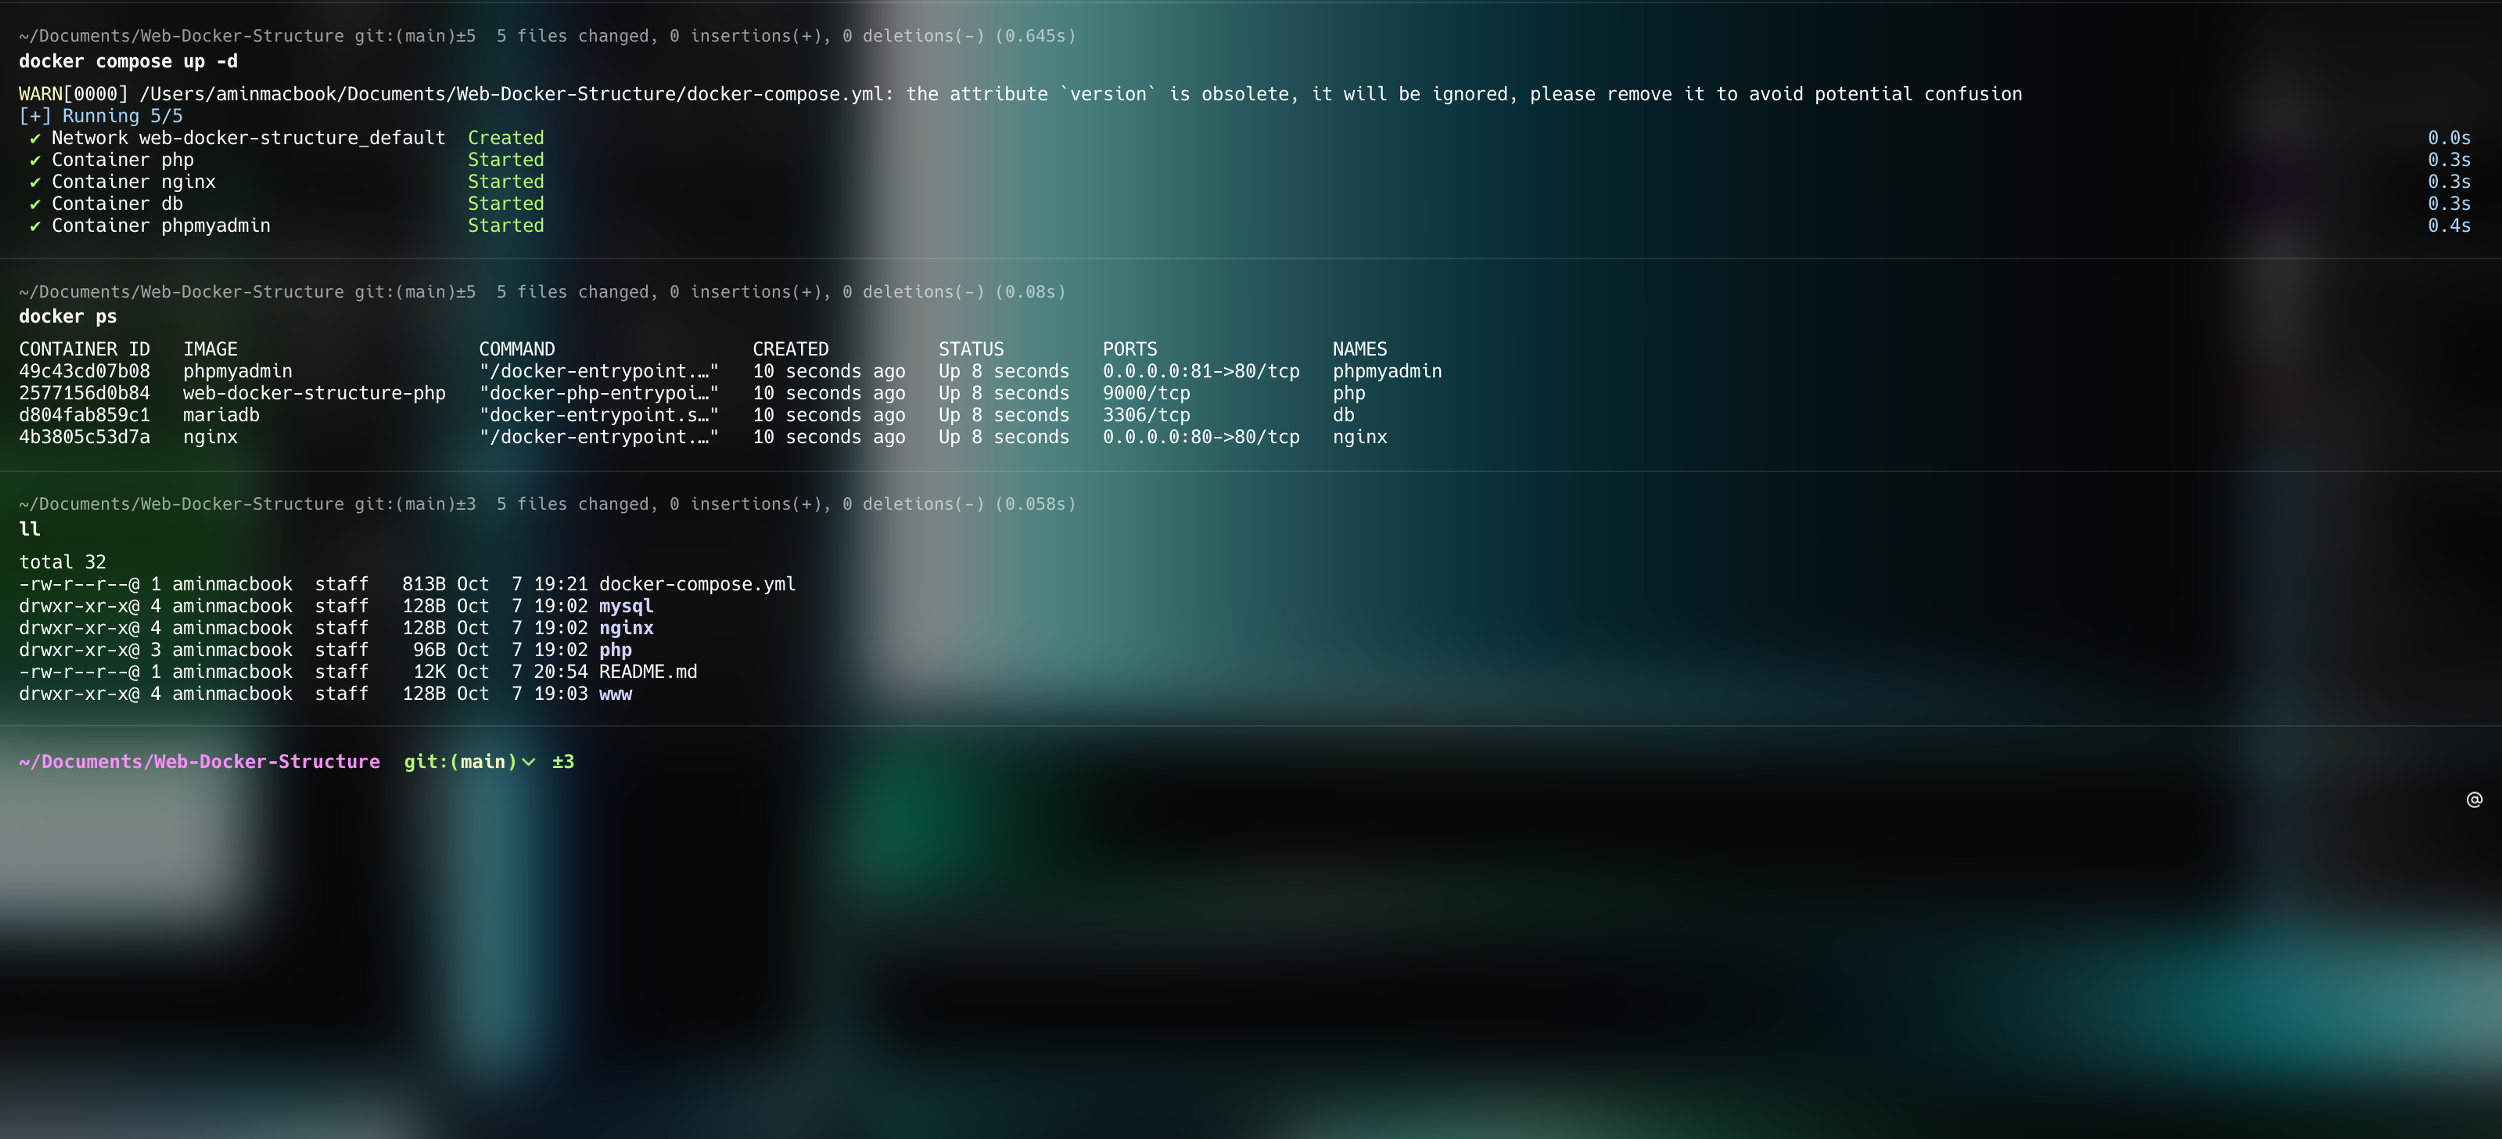 ~/Documents/Web-Docker-Structure git:(main)±5  5 files changed, 0 insertions(+), 0 deletions(-) (0.645s)
docker compose up -d
WARN[0000] /Users/aminmacbook/Documents/Web-Docker-Structure/docker-compose.yml: the attribute `version` is obsolete, it will be ignored, please remove it to avoid potential confusion
[+] Running 5/5
✔ Network web-docker-structure_default  Created  0.0s
✔ Container php  Started  0.3s
✔ Container nginx  Started  0.3s
✔ Container db  Started  0.3s
✔ Container phpmyadmin  Started  0.4s
~/Documents/Web-Docker-Structure git:(main)±5  5 files changed, 0 insertions(+), 0 deletions(-) (0.08s)
docker ps
CONTAINER ID   IMAGE   COMMAND   CREATED   STATUS   PORTS   NAMES
49c43cd07b08   phpmyadmin   "/docker-entrypoint.…"   10 seconds ago   Up 8 seconds   0.0.0.0:81->80/tcp   phpmyadmin
2577156d0b84   web-docker-structure-php   "docker-php-entrypoi…"   10 seconds ago   Up 8 seconds   9000/tcp   php
d804fab859c1   mariadb   "docker-entrypoint.s…"   10 seconds ago   Up 8 seconds   3306/tcp   db
4b3805c53d7a   nginx   "/docker-entrypoint.…"   10 seconds ago   Up 8 seconds   0.0.0.0:80->80/tcp   nginx
~/Documents/Web-Docker-Structure git:(main)±3  5 files changed, 0 insertions(+), 0 deletions(-) (0.058s)
ll
total 32
-rw-r--r--@ 1 aminmacbook  staff   813B Oct  7 19:21 docker-compose.yml
drwxr-xr-x@ 4 aminmacbook  staff   128B Oct  7 19:02 mysql
drwxr-xr-x@ 4 aminmacbook  staff   128B Oct  7 19:02 nginx
drwxr-xr-x@ 3 aminmacbook  staff    96B Oct  7 19:02 php
-rw-r--r--@ 1 aminmacbook  staff    12K Oct  7 20:54 README.md
drwxr-xr-x@ 4 aminmacbook  staff   128B Oct  7 19:03 www
~/Documents/Web-Docker-Structure  git:(main) ±3
@